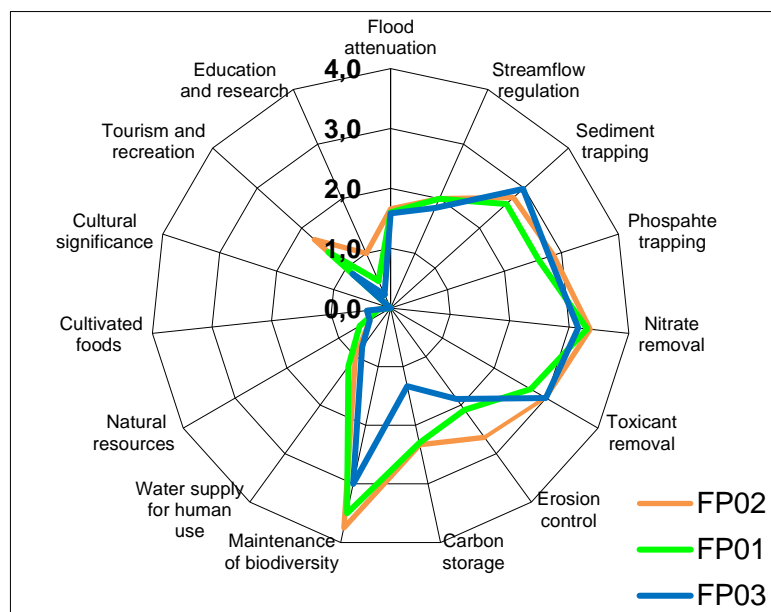 Flood
attenuation
Streamflow
regulation
Sediment
trapping
Phospahte
trapping
Nitrate
removal
Toxicant
removal
Erosion
control
Carbon
storage
Maintenance
of biodiversity
Water supply
for human
use
Natural
resources
Cultivated
foods
Cultural
significance
Tourism and
recreation
Education
and research
4,0
3,0
2,0
1,0
0,0
FP02
FP01
FP03